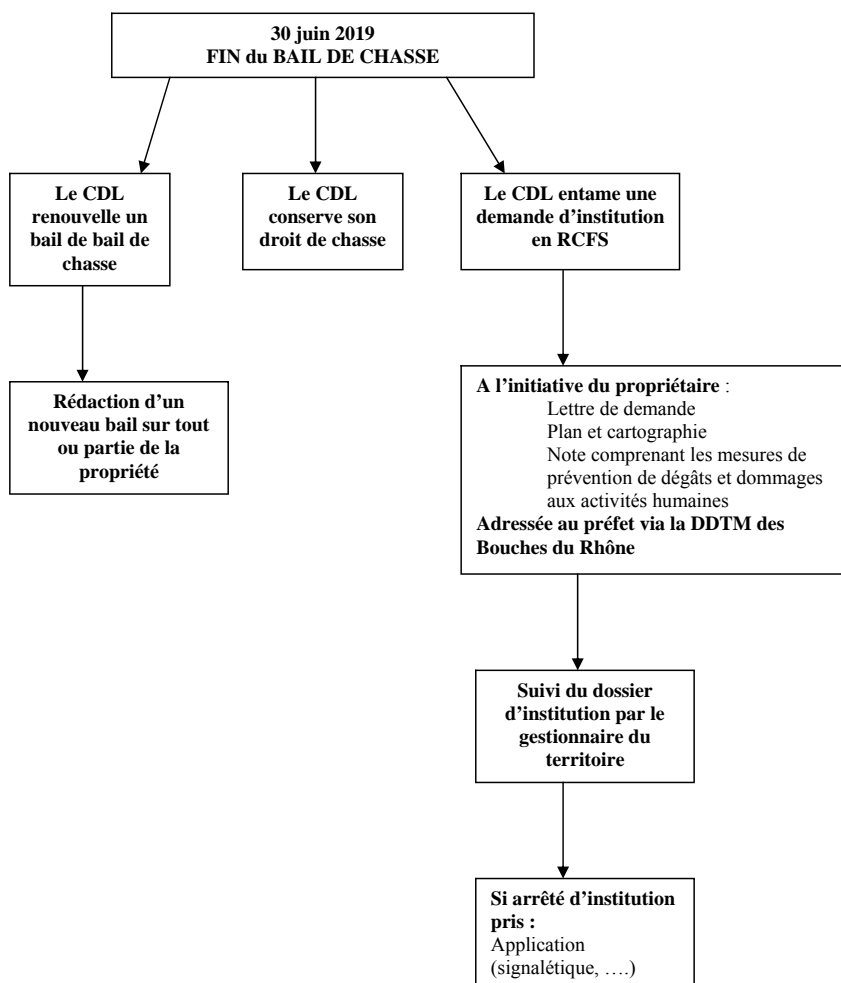 30 juin 2019
FIN du BAIL DE CHASSE
Le CDL
renouvelle un
bail de bail de
chasse
Le CDL
conserve son
droit de chasse
Le CDL entame une
demande d'institution
en RCFS
Rédaction d'un
nouveau bail sur tout
ou partie de la
propriété
A l'initiative du propriétaire :
Lettre de demande
Plan et cartographie
Note comprenant les mesures de
prévention de dégâts et dommages
aux activités humaines
Adressée au préfet via la DDTM des
Bouches du Rhône
Suivi du dossier
d'institution par le
gestionnaire du
territoire
Si arrêté d'institution
pris :
Application
(signalétique, ….)